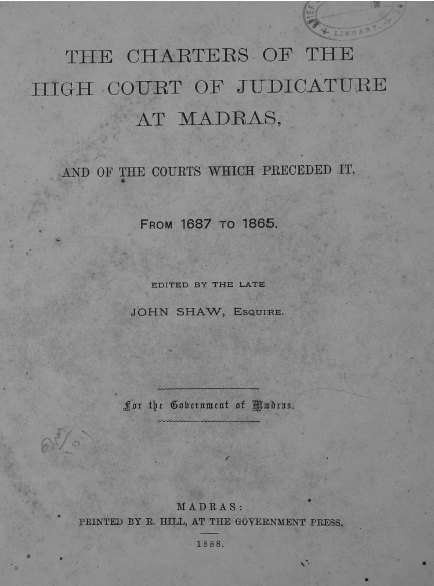 LIBRARY
THE CHARTERS OF THE
HIGH COURT OF JUDICATURE
AT MADRAS,
AND OF THE COURTS WHICH PRECEDED IT,
FROM 1687 TO 1865.
EDITED BY THE LATE
JOHN SHAW, ESQUIRE.
For the Government of Madras.
MADRAS:
PRINTED BY R. HILL, AT THE GOVERNMENT PRESS.
1888.